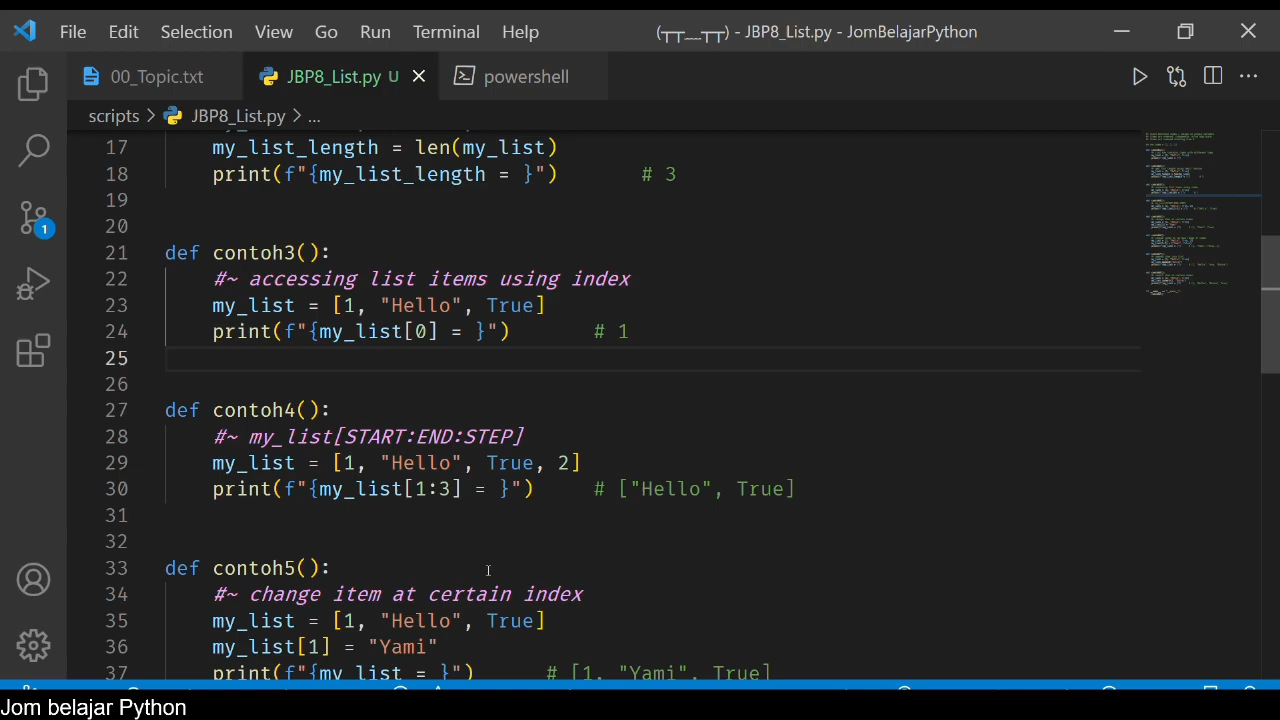 File Edit Selection View Go Run Terminal Help (┬┬﹏┬┬) - JBP8_List.py - JomBelajarPython
00_Topic.txt JBP8_List.py U powershell
scripts > JBP8_List.py > ...
17 my_list_length = len(my_list)
18 print(f"{my_list_length = }") # 3
19
20
21 def contoh3():
22 #~ accessing list items using index
23 my_list = [1, "Hello", True]
24 print(f"{my_list[0] = }") # 1
25
26
27 def contoh4():
28 #~ my_list[START:END:STEP]
29 my_list = [1, "Hello", True, 2]
30 print(f"{my_list[1:3] = }") # ["Hello", True]
31
32
33 def contoh5():
34 #~ change item at certain index
35 my_list = [1, "Hello", True]
36 my_list[1] = "Yami"
37 print(f"{my_list = }") # [1, "Yami", True]
1
Jom belajar Python